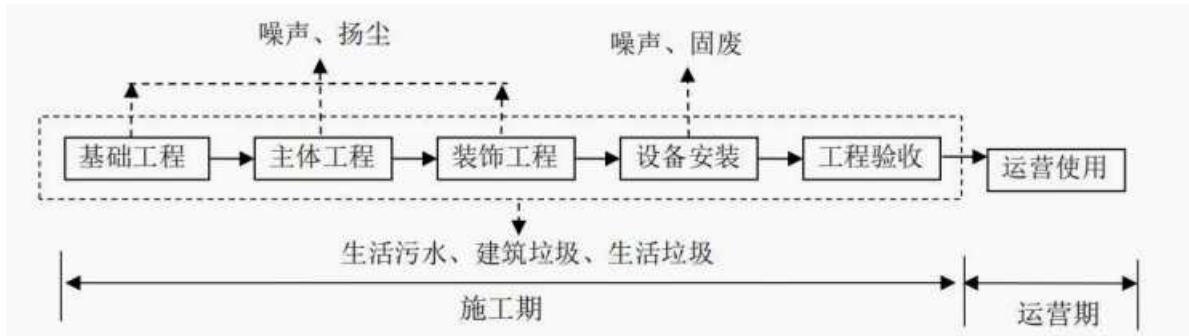 噪声、扬尘
噪声、固废
基础工程
主体工程
装饰工程
设备安装
工程验收
运营使用
生活污水、建筑垃圾、生活垃圾
施工期
运营期